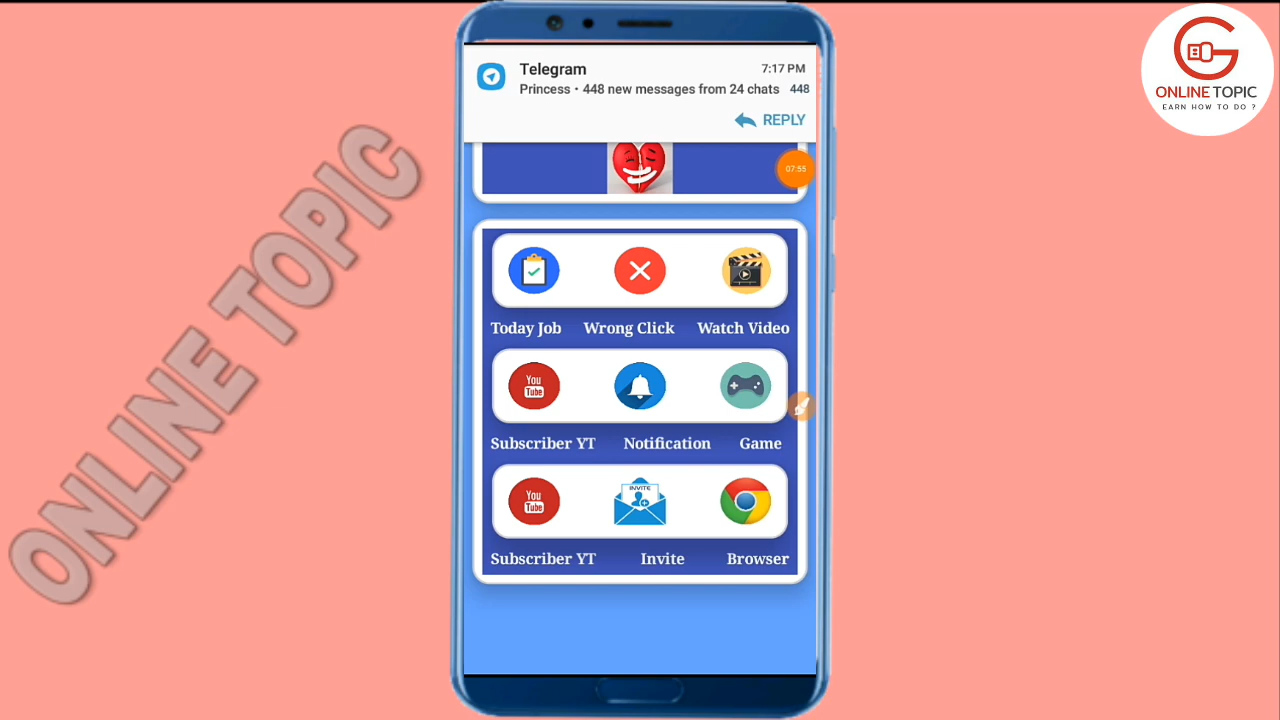 Telegram
7:17 PM
Princess • 448 new messages from 24 chats 448
REPLY
07:55
Today Job Wrong Click Watch Video
You
Tube
Subscriber YT Notification Game
You
Tube
INVITE
Subscriber YT Invite Browser
ONLINE TOPIC
ONLINE TOPIC
EARN HOW TO DO ?